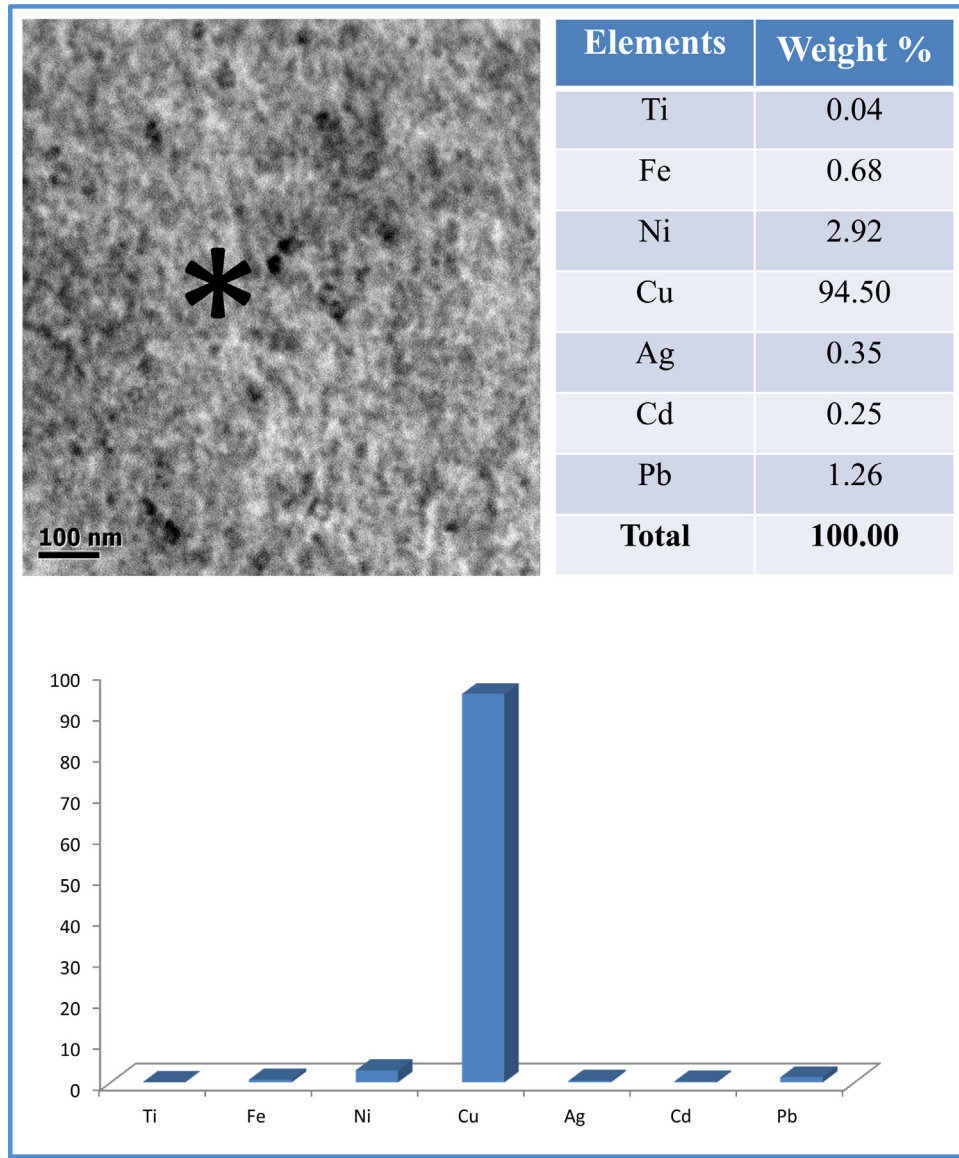 100 nm
Elements Weight %
Ti 0.04
Fe 0.68
Ni 2.92
Cu 94.50
Ag 0.35
Cd 0.25
Pb 1.26
Total 100.00
100
90
80
70
60
50
40
30
20
10
0
Ti Fe Ni Cu Ag Cd Pb